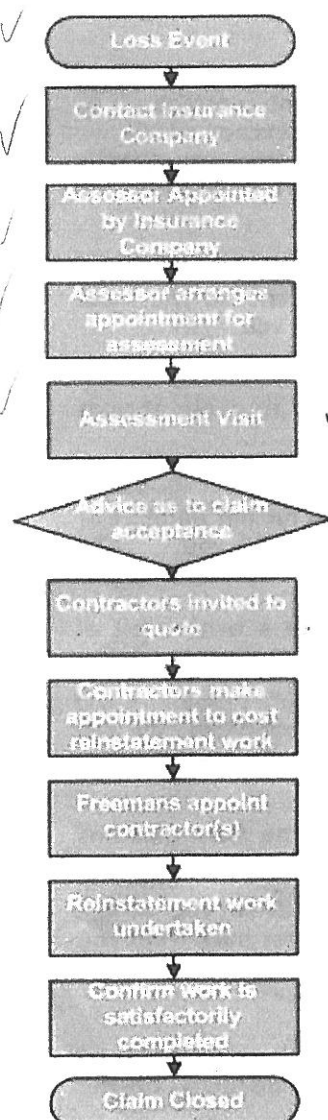 Loss Event
Contact Insurance
Company
Assessor Appointed
by Insurance
Company
Assessor arranges
appointment for
assessment
Assessment Visit
Advice as to claim
acceptance
Contractors invited to
quote
Contractors make
appointment to cost
reinstatement work
Freemans appoint
contractor(s)
Reinstatement work
undertaken
Confirm work is
satisfactorily
completed
Claim Closed